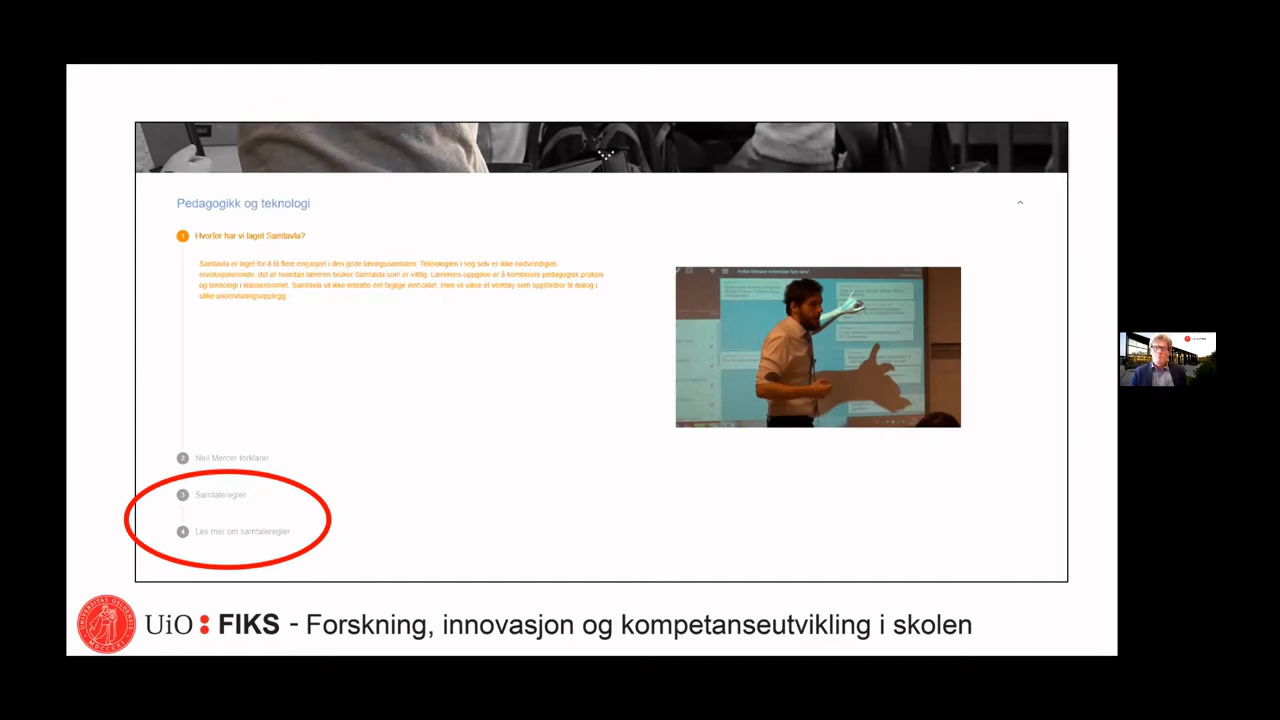 Pedagogikk og teknologi
1 Hvorfor har vi laget Samtavla?
Samtavla er laget for å få flere engasjert i den gode læringsamtalen. Teknologien i seg selv er ikke nødvendigvis
revolusjonerende, det er hvordan læreren bruker Samtavla som er viktig. Lærerens oppgave er å kombinere pedagogisk praksis
og teknologi i klasserommet. Samtavla vil ikke erstatte det faglige innholdet, men vil være et verktøy som oppfordrer til dialog i
ulike undervisningsopplegg.
2 Neil Mercer forklarer
3 Samtaleregler
4 Les mer om samtaleregler
UiO : FIKS - Forskning, innovasjon og kompetanseutvikling i skolen